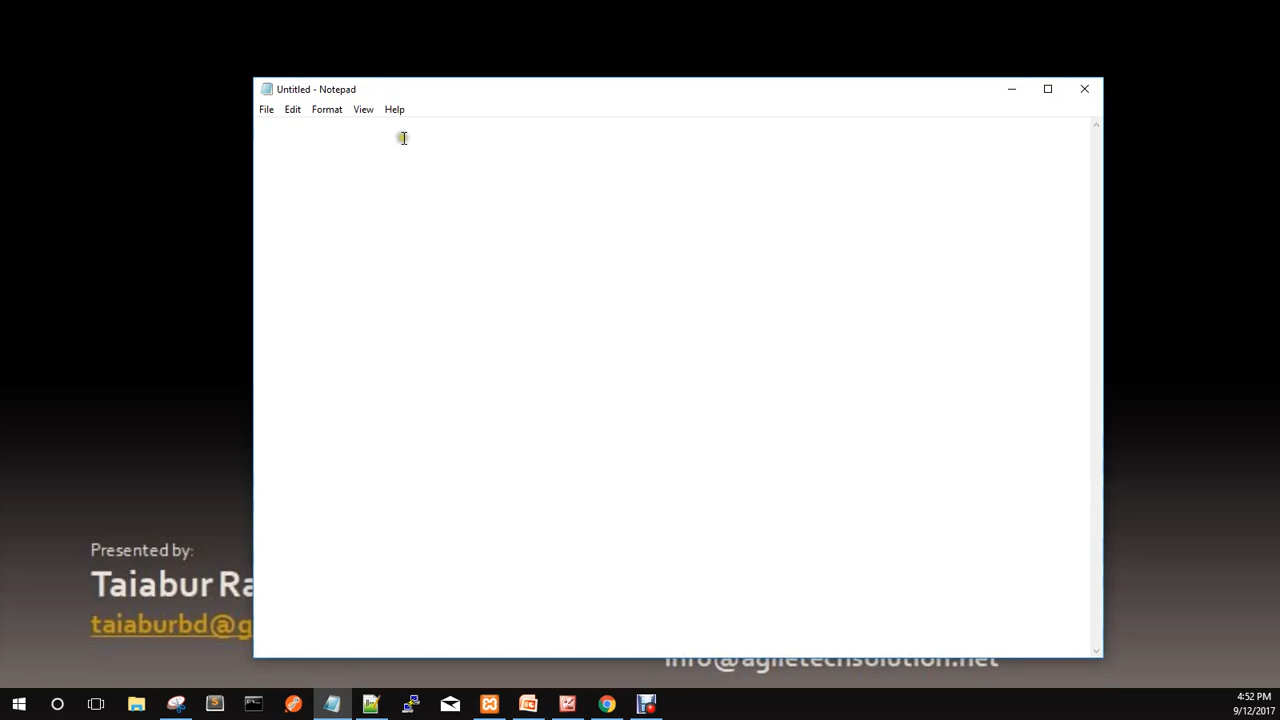 Untitled - Notepad
File Edit Format View Help
Presented by:
Taiabur Ra
taiaburbd@g
info@agiletechsolution.net
4:52 PM
9/12/2017